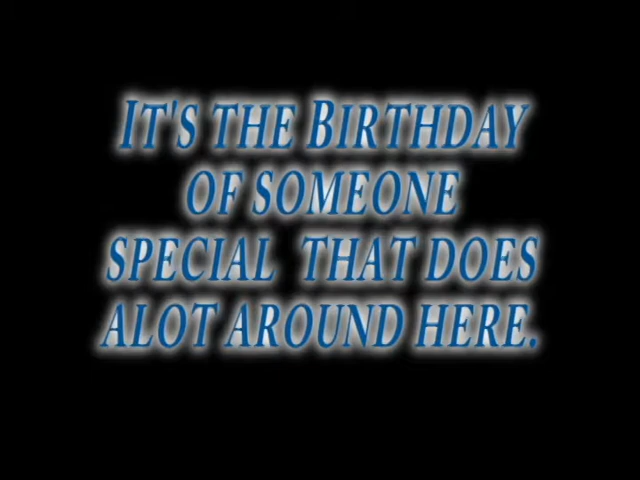 IT'S THE BIRTHDAY
OF SOMEONE
SPECIAL THAT DOES
ALOT AROUND HERE.